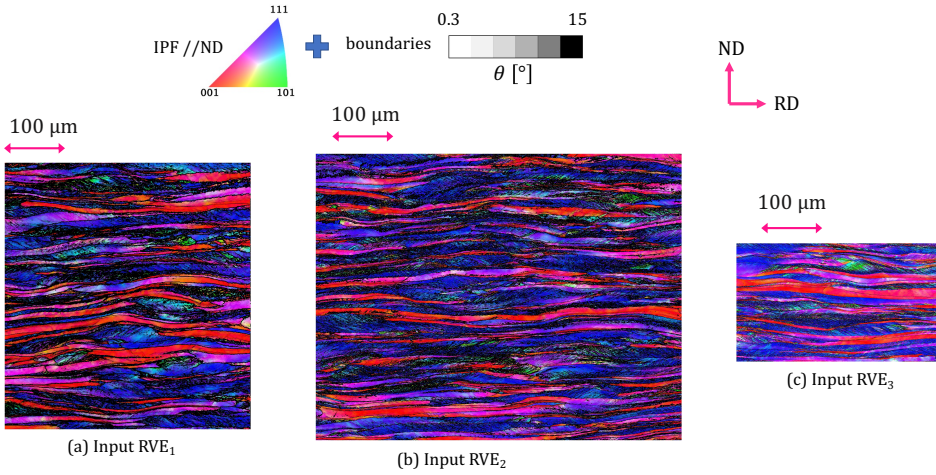 111
IPF //ND
001
101
boundaries
0.3
15
θ [°]
ND
RD
100 μm
100 μm
100 μm
(a) Input RVE₁
(b) Input RVE₂
(c) Input RVE₃